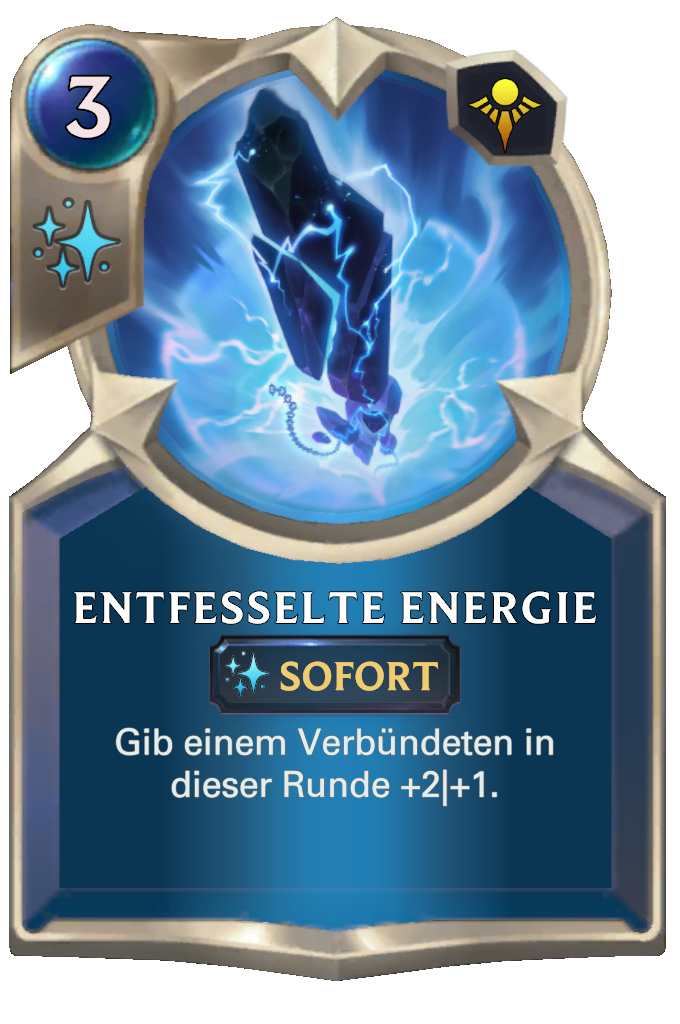 3
ENTFESSELTE ENERGIE
SOFORT
Gib einem Verbündeten in
dieser Runde +2|+1.